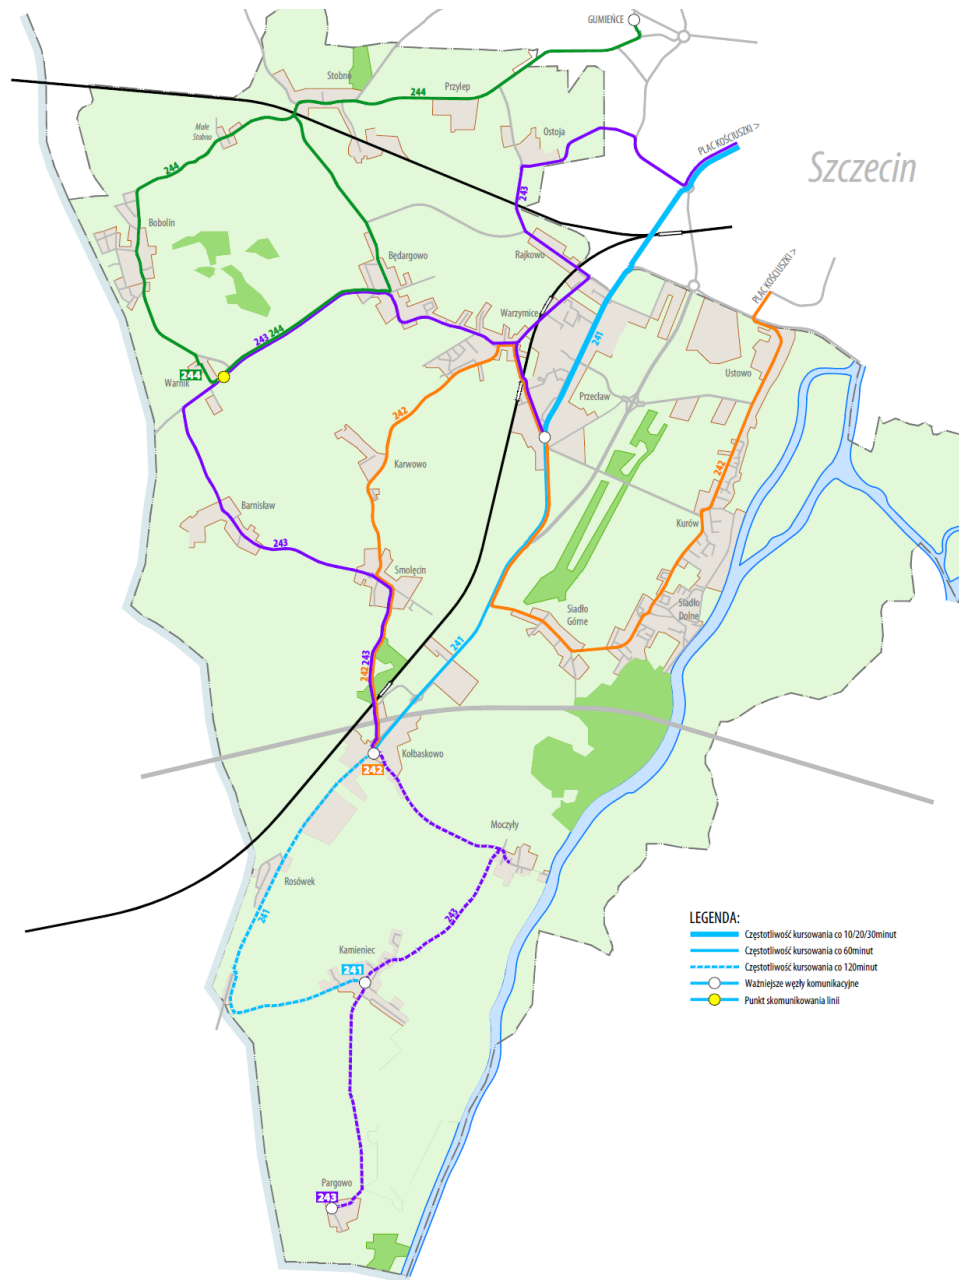 GUMIEŃCE
Stobno
Przylep
244
Małe
Stobno
Ostoja
PLAC KOŚCIUSZKI >
Szczecin
244
243
Bobolin
Będargowo
Rajkowo
PLAC KOŚCIUSZKI >
Warzymice
243
244
241
244
Warnik
Ustowo
Przecław
242
Karwowo
242
Barnisław
Kurów
243
Smolęcin
Siadło
Górne
Siadło
Dolne
241
242
243
Kołbaskowo
242
Moczyły
Rosówek
241
243
Kamieniec
241
LEGENDA:
Częstotliwość kursowania co 10/20/30minut
Częstotliwość kursowania co 60minut
Częstotliwość kursowania co 120minut
Ważniejsze węzły komunikacyjne
Punkt skomunikowania linii
Pargowo
243